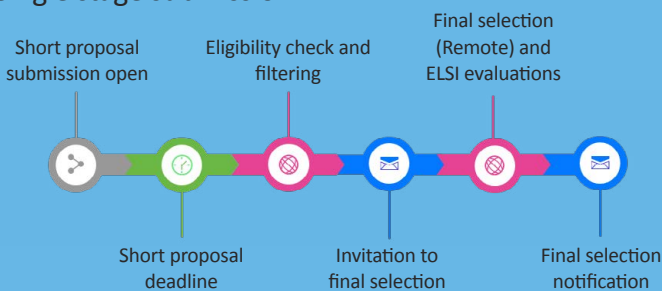 Short proposal
submission open
Eligibility check and
filtering
Final selection
(Remote) and
ELSI evaluations
Short proposal
deadline
Invitation to
final selection
Final selection
notification